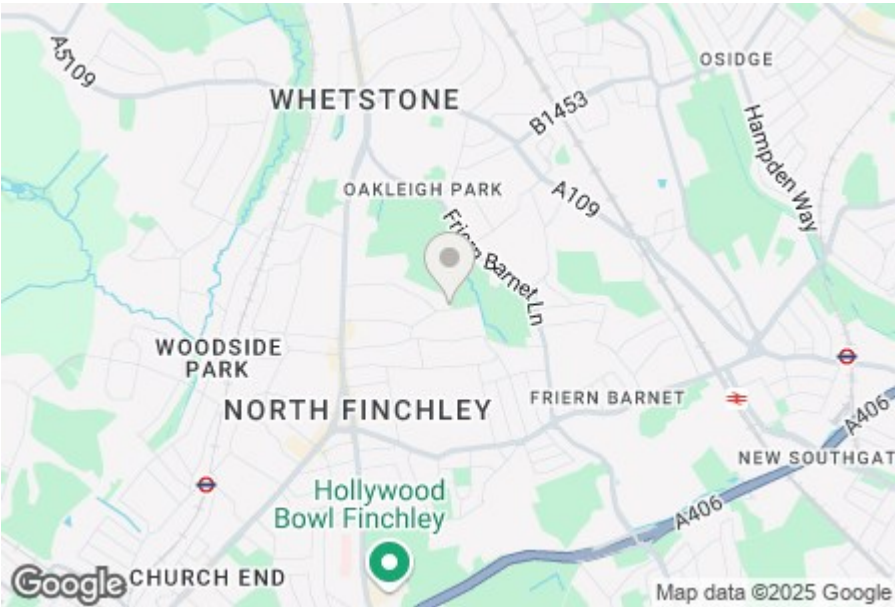 A5109
OSIDGE
WHETSTONE
B1453
Hampden Way
OAKLEIGH PARK
A109
Friern Barnet Ln
WOODSIDE
PARK
FRIERN BARNET
NORTH FINCHLEY
A406
NEW SOUTHGAT
Hollywood
Bowl Finchley
A406
Google
CHURCH END
Map data ©2025 Google